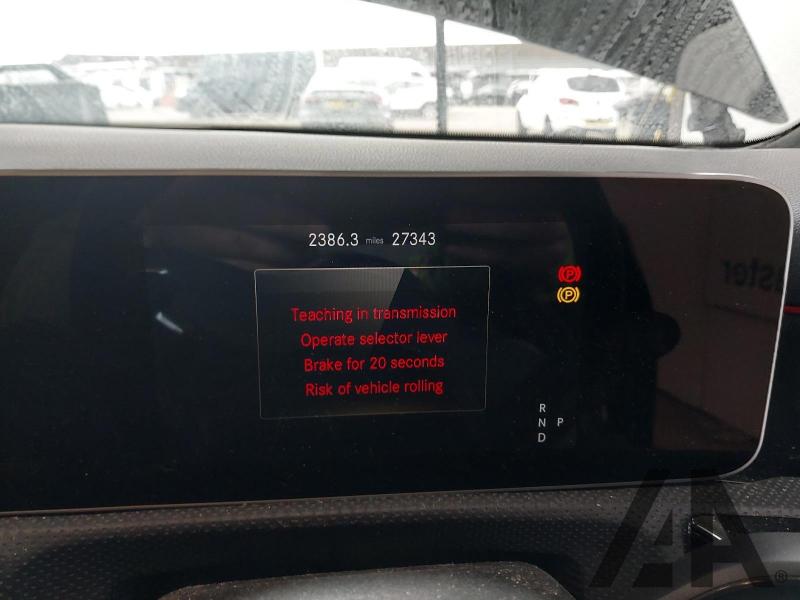 2386.3 miles 27343
Teaching in transmission
Operate selector lever
Brake for 20 seconds
Risk of vehicle rolling
(P)
(P)
R
N P
D
®